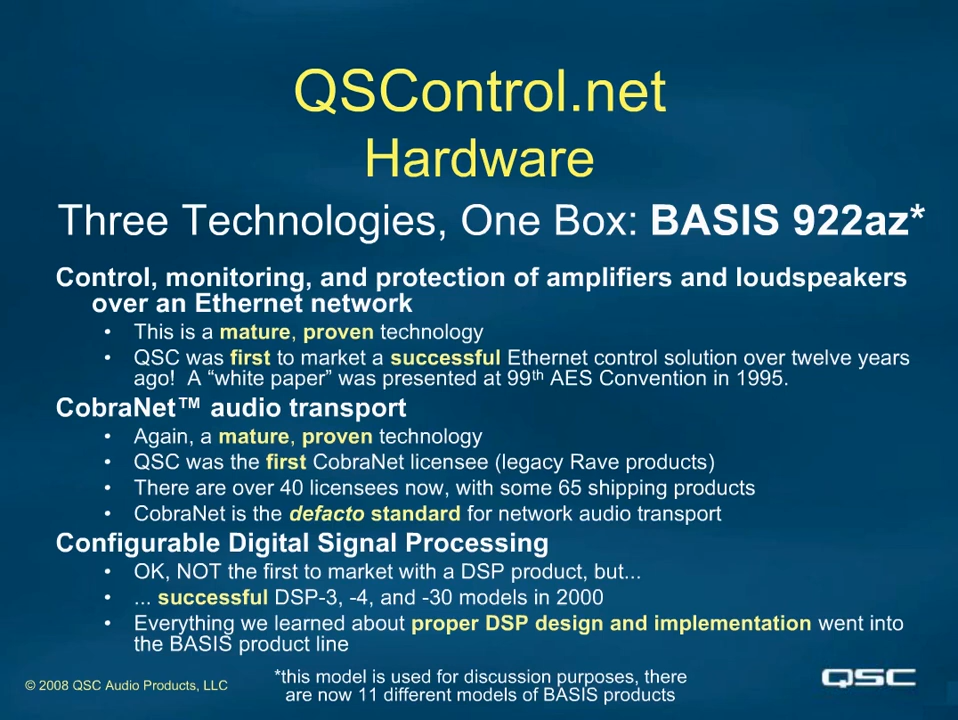 QSControl.net
Hardware
Three Technologies, One Box: BASIS 922az*
Control, monitoring, and protection of amplifiers and loudspeakers
over an Ethernet network
• This is a mature, proven technology
• QSC was first to market a successful Ethernet control solution over twelve years
ago! A “white paper” was presented at 99th AES Convention in 1995.
CobraNet™ audio transport
• Again, a mature, proven technology
• QSC was the first CobraNet licensee (legacy Rave products)
• There are over 40 licensees now, with some 65 shipping products
• CobraNet is the defacto standard for network audio transport
Configurable Digital Signal Processing
• OK, NOT the first to market with a DSP product, but...
• ... successful DSP-3, -4, and -30 models in 2000
• Everything we learned about proper DSP design and implementation went into
the BASIS product line
*this model is used for discussion purposes, there
are now 11 different models of BASIS products
© 2008 QSC Audio Products, LLC
QSC